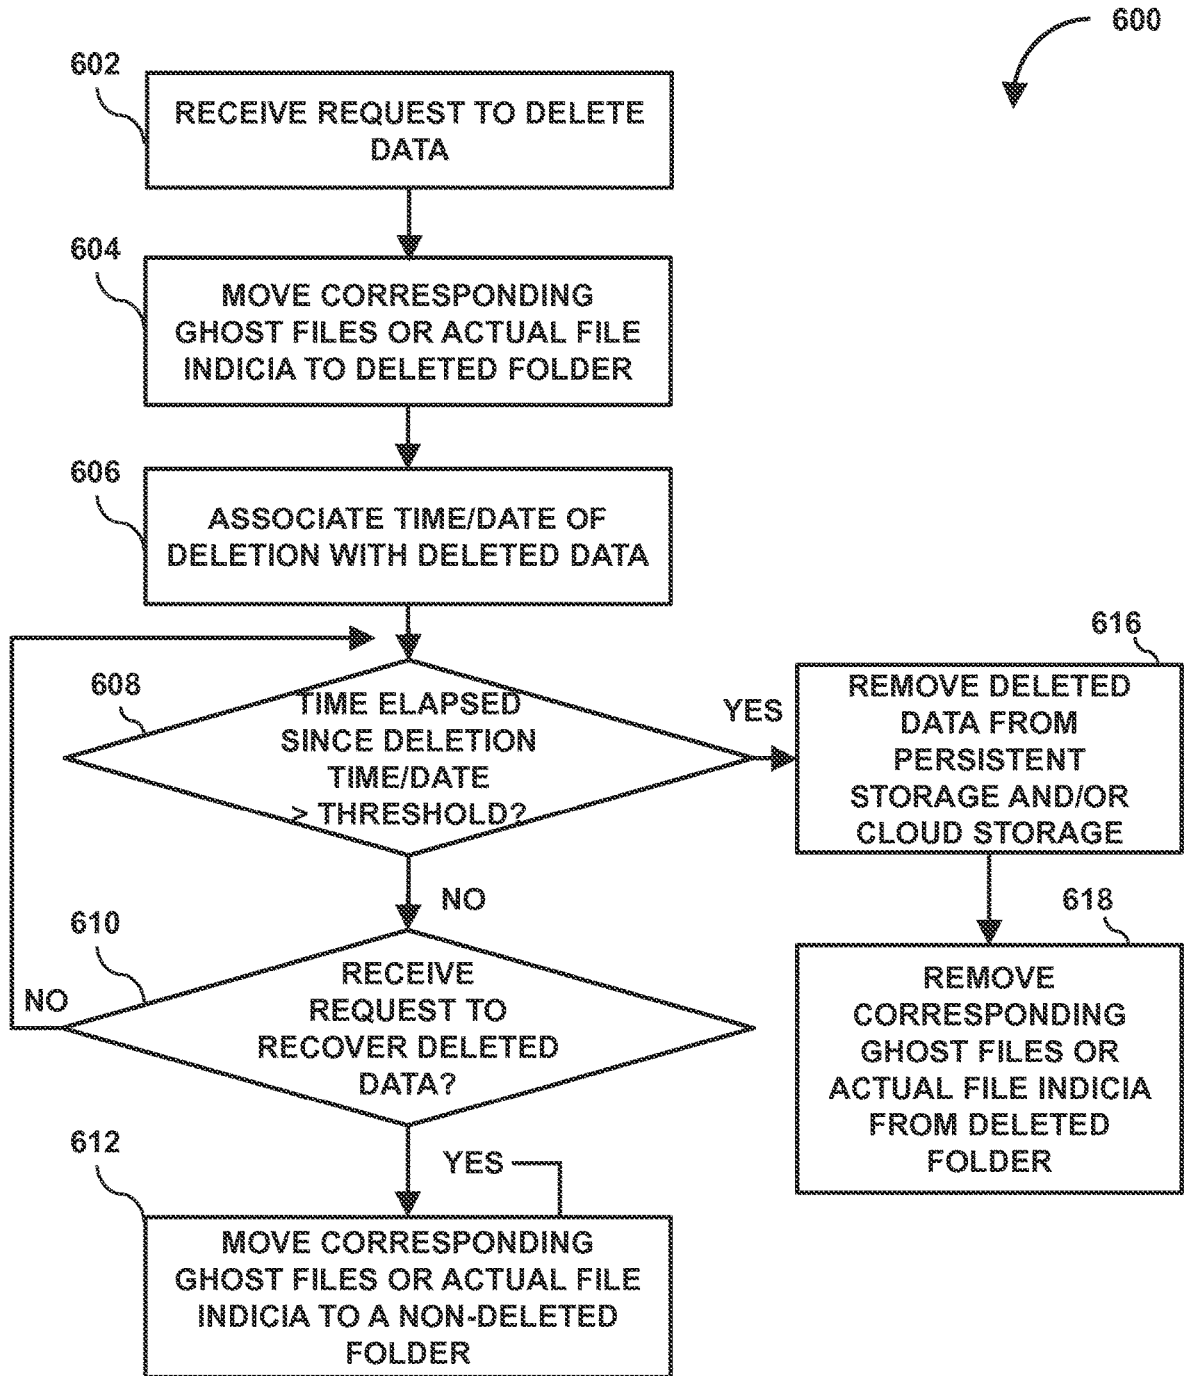 600
602
RECEIVE REQUEST TO DELETE
DATA
604
MOVE CORRESPONDING
GHOST FILES OR ACTUAL FILE
INDICIA TO DELETED FOLDER
606
ASSOCIATE TIME/DATE OF
DELETION WITH DELETED DATA
608
TIME ELAPSED
SINCE DELETION
TIME/DATE
> THRESHOLD?
YES
616
REMOVE DELETED
DATA FROM
PERSISTENT
STORAGE AND/OR
CLOUD STORAGE
NO
610
RECEIVE
REQUEST TO
RECOVER DELETED
DATA?
NO
618
REMOVE
CORRESPONDING
GHOST FILES OR
ACTUAL FILE INDICIA
FROM DELETED
FOLDER
612
YES
MOVE CORRESPONDING
GHOST FILES OR ACTUAL FILE
INDICIA TO A NON-DELETED
FOLDER